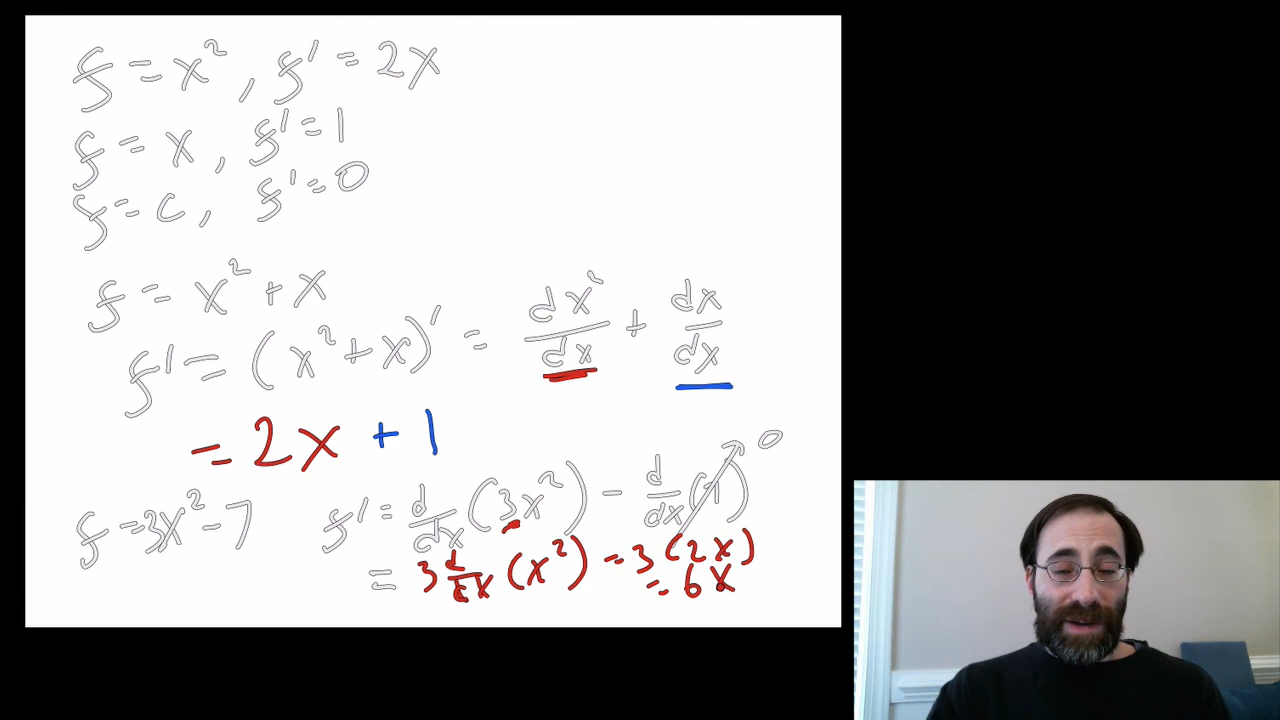 f = x², f' = 2x
f = x, f' = 1
f = c, f' = 0
f = x² + x
f' = (x² + x)' = dx²/dx + dx/dx
= 2x + 1
f = 3x² - 7 f' = d/dx (3x²) - d/dx (7) 0
= 3 d/dx (x²) = 3(2x)
= 6x